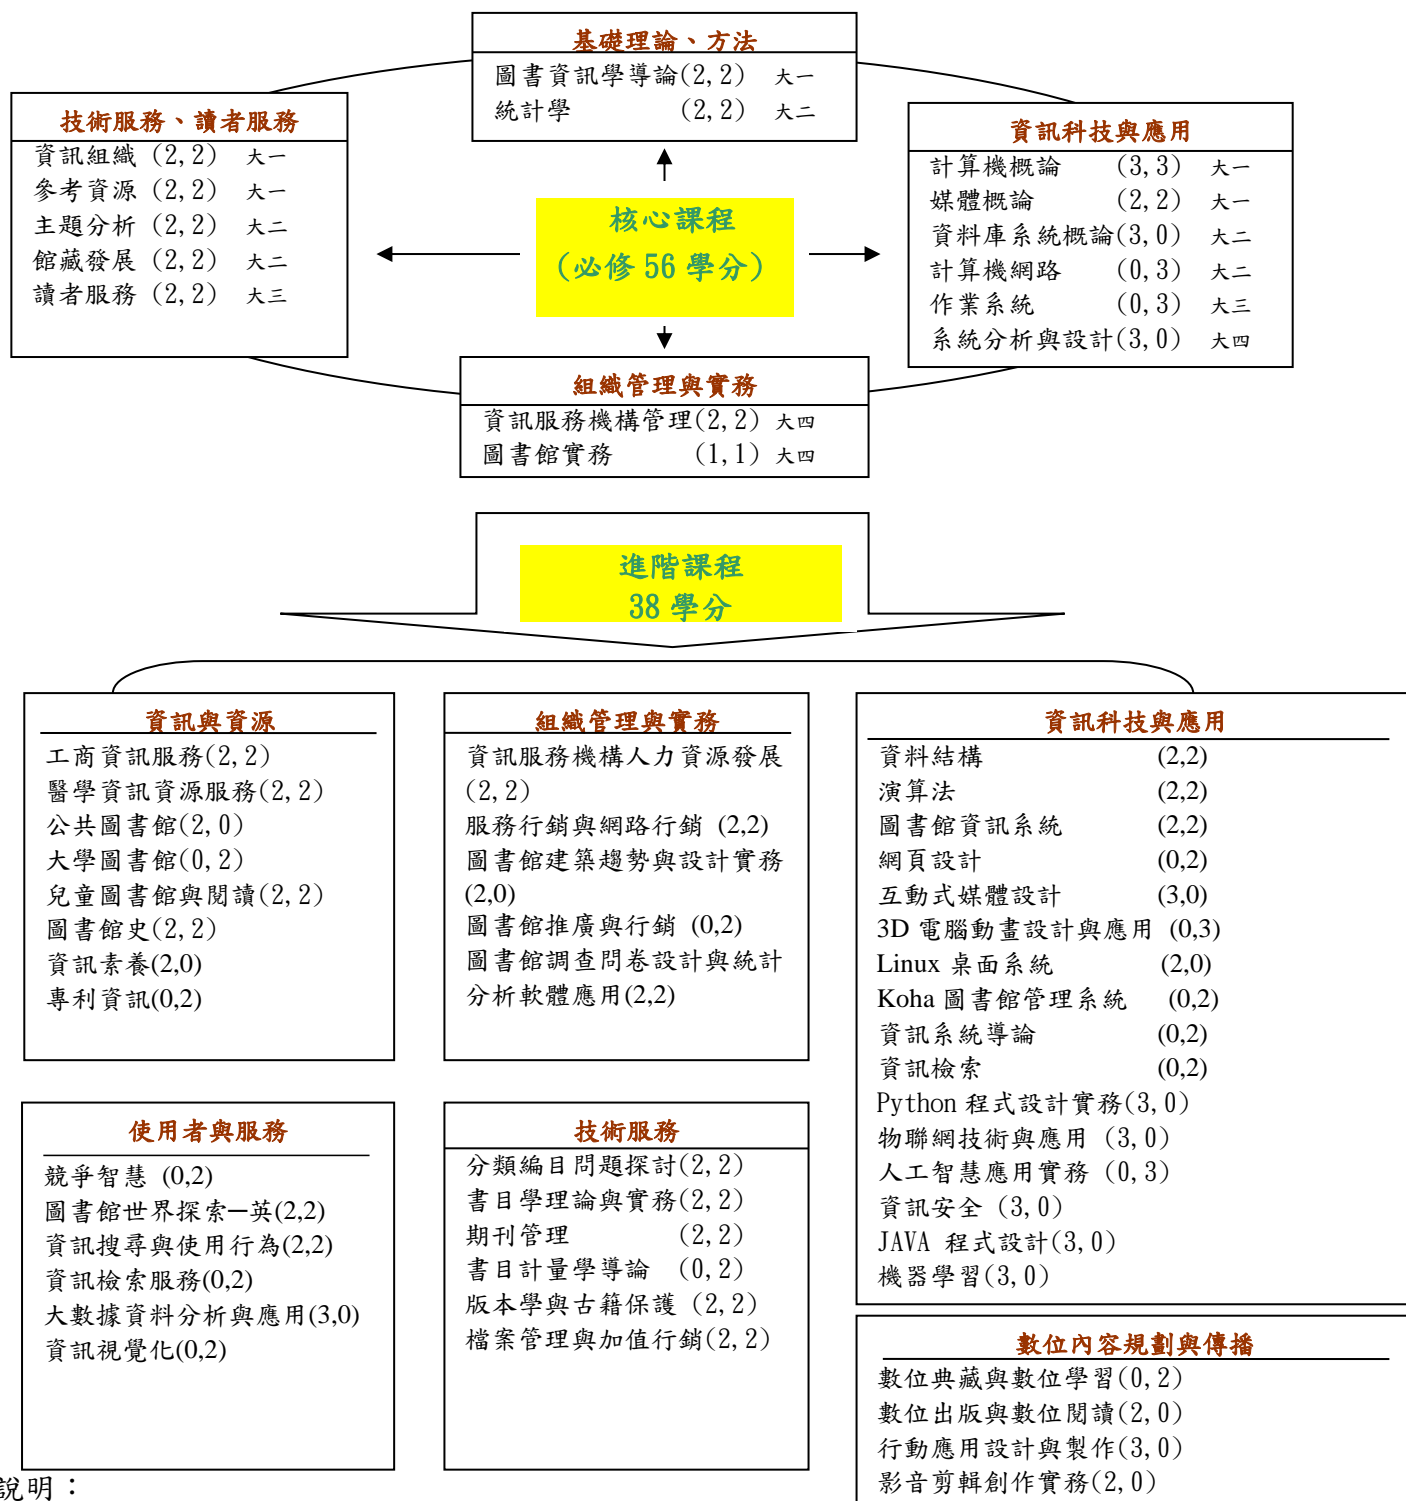 基礎理論、方法
圖書資訊學導論(2,2) 大一
統計學 (2,2) 大二
技術服務、讀者服務
資訊組織 (2,2) 大一
參考資源 (2,2) 大一
主題分析 (2,2) 大二
館藏發展 (2,2) 大二
讀者服務 (2,2) 大三
核心課程
(必修 56 學分)
資訊科技與應用
計算機概論 (3,3) 大一
媒體概論 (2,2) 大一
資料庫系統概論(3,0) 大二
計算機網路 (0,3) 大二
作業系統 (0,3) 大三
系統分析與設計(3,0) 大四
組織管理與實務
資訊服務機構管理(2,2) 大四
圖書館實務 (1,1) 大四
進階課程
38 學分
資訊與資源
工商資訊服務(2,2)
醫學資訊資源服務(2,2)
公共圖書館(2,0)
大學圖書館(0,2)
兒童圖書館與閱讀(2,2)
圖書館史(2,2)
資訊素養(2,0)
專利資訊(0,2)
組織管理與實務
資訊服務機構人力資源發展
(2,2)
服務行銷與網路行銷 (2,2)
圖書館建築趨勢與設計實務
(2,0)
圖書館推廣與行銷 (0,2)
圖書館調查問卷設計與統計
分析軟體應用(2,2)
資訊科技與應用
資料結構 (2,2)
演算法 (2,2)
圖書館資訊系統 (2,2)
網頁設計 (0,2)
互動式媒體設計 (3,0)
3D 電腦動畫設計與應用 (0,3)
Linux 桌面系統 (2,0)
Koha 圖書館管理系統 (0,2)
資訊系統導論 (0,2)
資訊檢索 (0,2)
Python 程式設計實務(3,0)
物聯網技術與應用 (3,0)
人工智慧應用實務 (0,3)
資訊安全 (3,0)
JAVA 程式設計(3,0)
機器學習(3,0)
使用者與服務
競爭智慧 (0,2)
圖書館世界探索─英(2,2)
資訊搜尋與使用行為(2,2)
資訊檢索服務(0,2)
大數據資料分析與應用(3,0)
資訊視覺化(0,2)
技術服務
分類編目問題探討(2,2)
書目學理論與實務(2,2)
期刊管理 (2,2)
書目計量學導論 (0,2)
版本學與古籍保護 (2,2)
檔案管理與加值行銷(2,2)
數位內容規劃與傳播
數位典藏與數位學習(0,2)
數位出版與數位閱讀(2,0)
行動應用設計與製作(3,0)
影音剪輯創作實務(2,0)
說明：